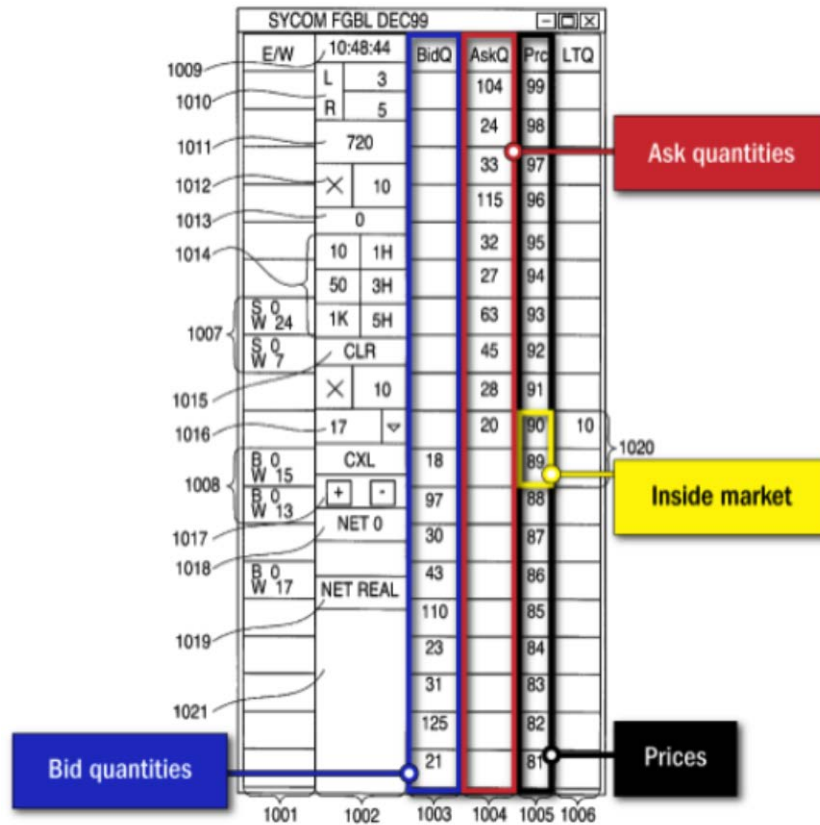 SYCOM FGBL DEC99
E/W 10:48:44 BidQ AskQ Prc LTQ
1009
L 3 104 99
1010
R 5 24 98
Ask quantities
1011 720 33 97
1012 10 115 96
1013 0
1014 10 1H 32 95
50 3H 27 94
S 0
W 24 1K 5H 63 93
1007
S 0
W 7 CLR 45 92
1015 10 28 91
1016 17 20 90 10
1020
B 0
W 15 CXL 18 89
1008
Inside market
B 0
W 13 + - 97 88
1017
NET 0 30 87
1018
B 0
W 17 NET REAL 43 86
1019
110 85
23 84
1021 31 83
125 82
Prices
Bid quantities
21 81
1001 1002 1003 1004 1005 1006